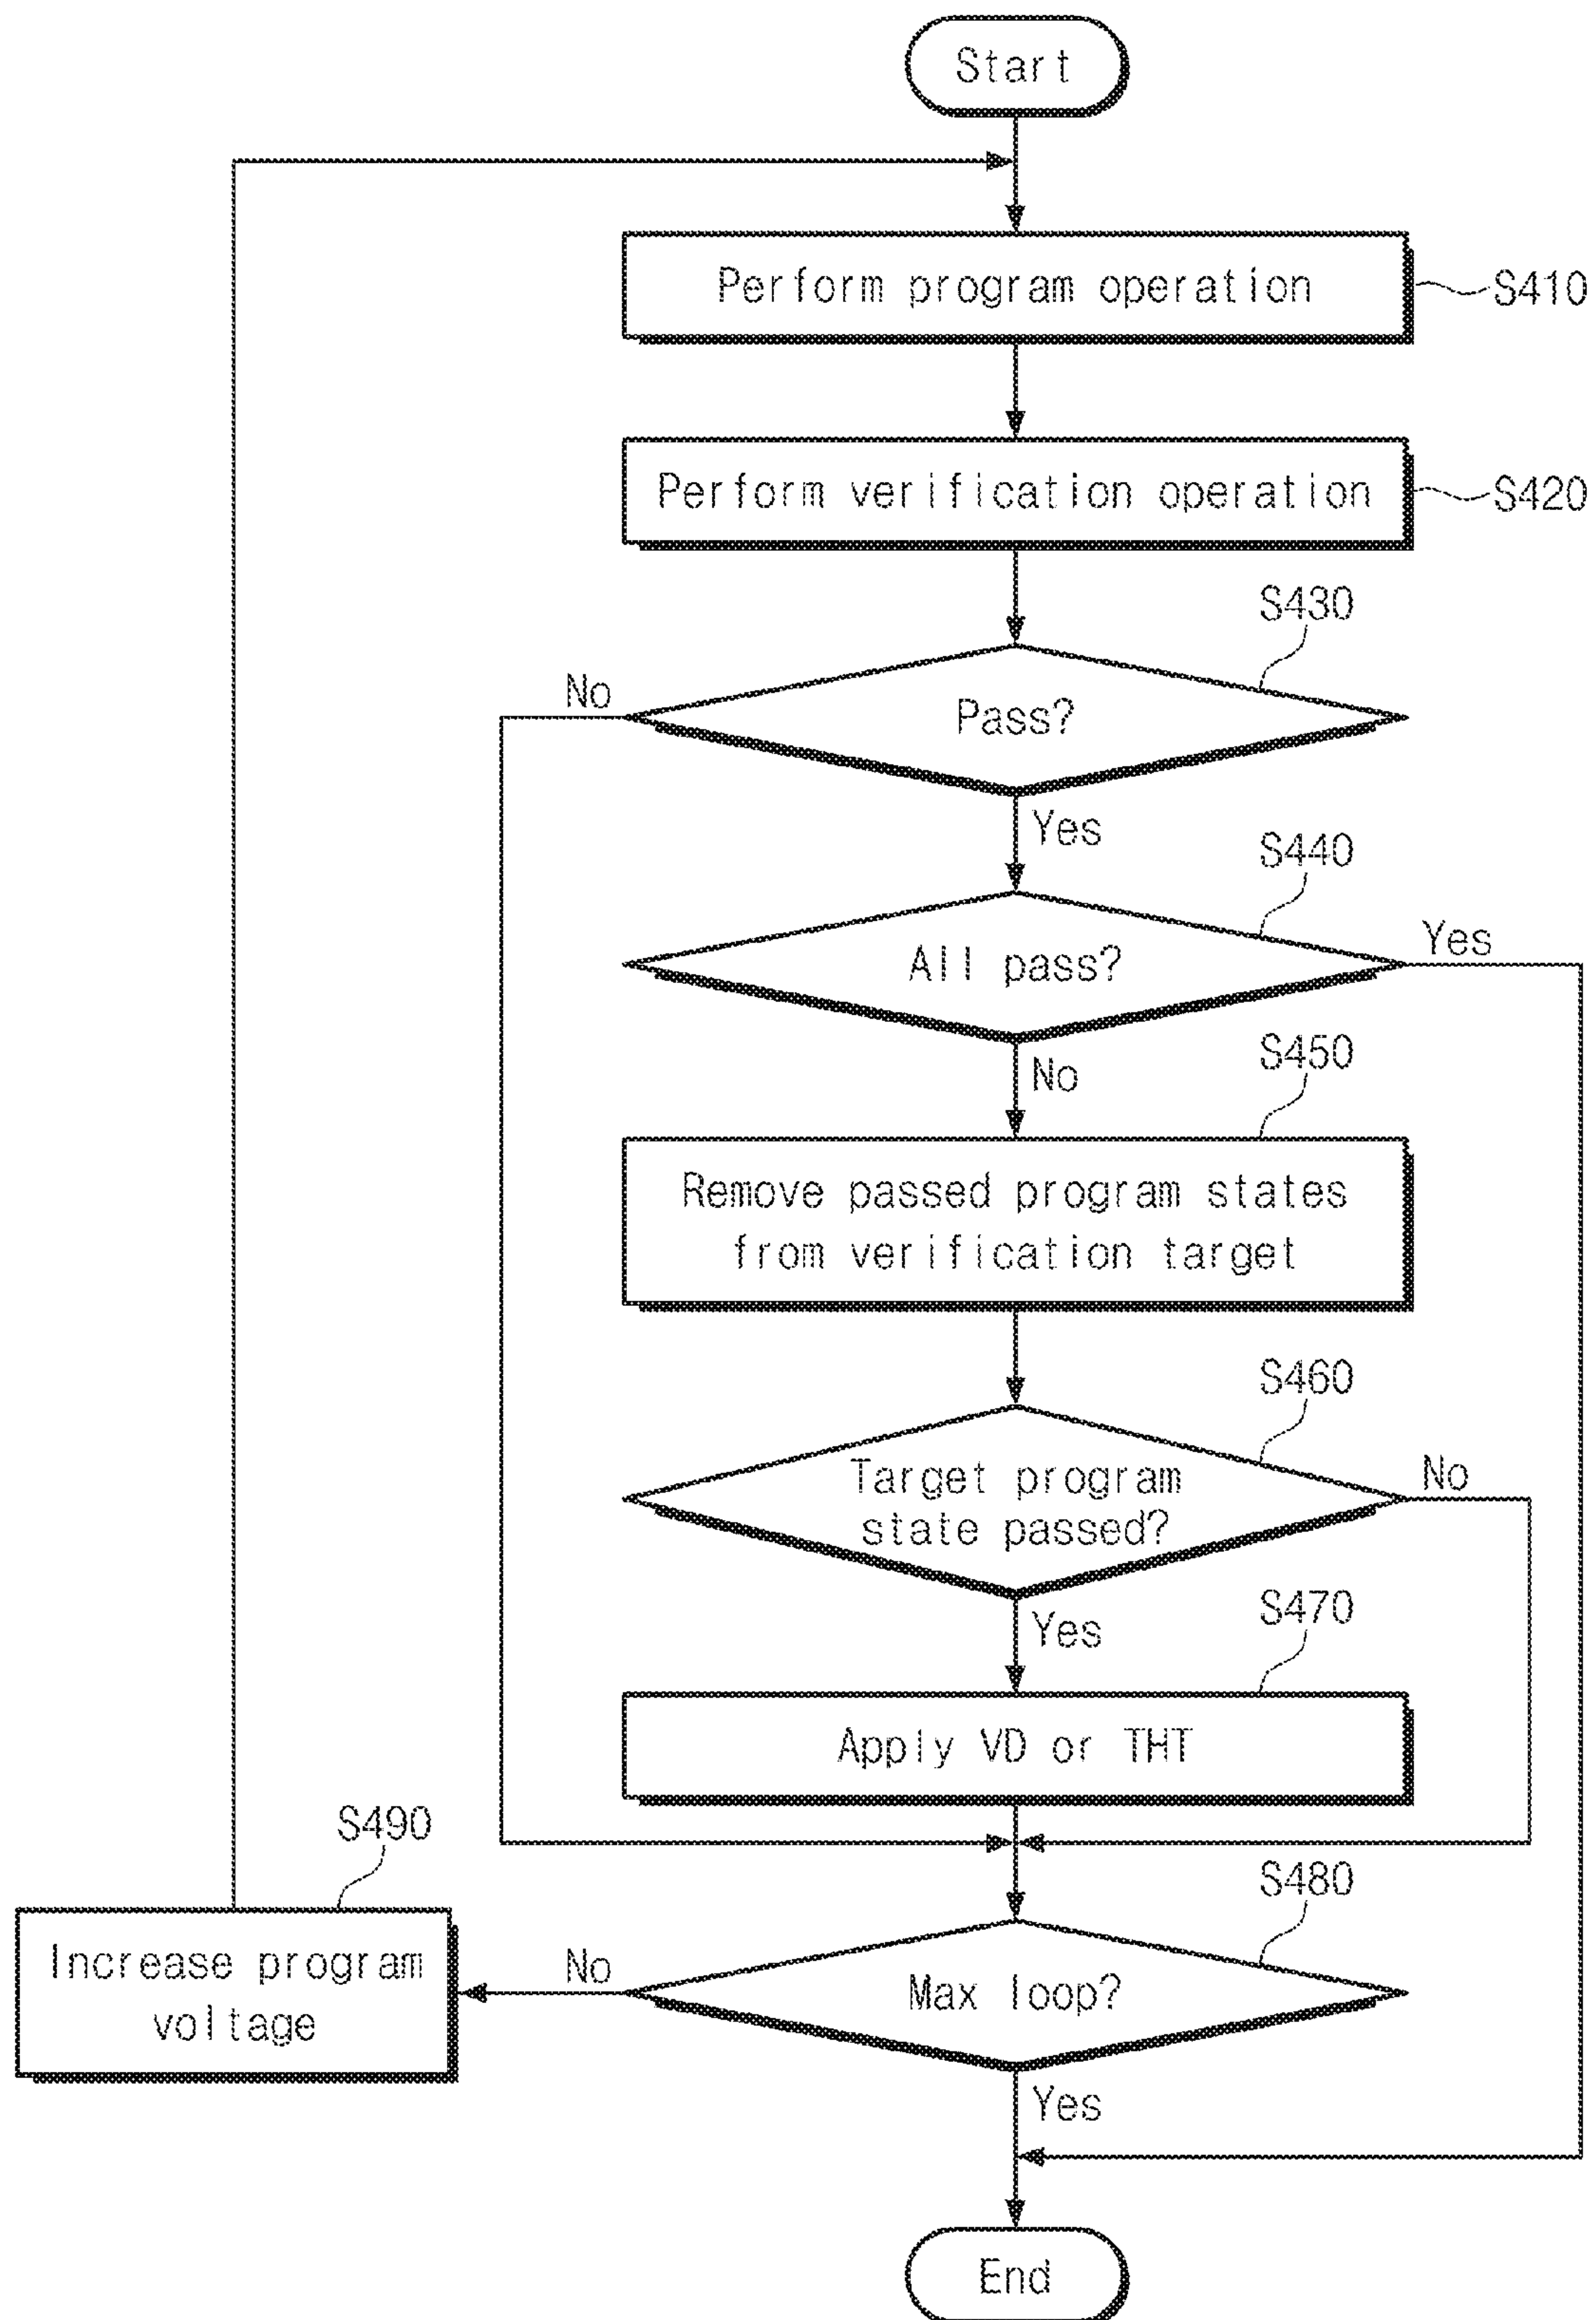 Start
Perform program operation
S410
Perform verification operation
S420
S430
No
Pass?
Yes
S440
Yes
All pass?
No
S450
Remove passed program states
from verification target
S460
No
Target program
state passed?
Yes
S470
Apply VD or THT
S490
S480
Increase program
voltage
No
Max loop?
Yes
End